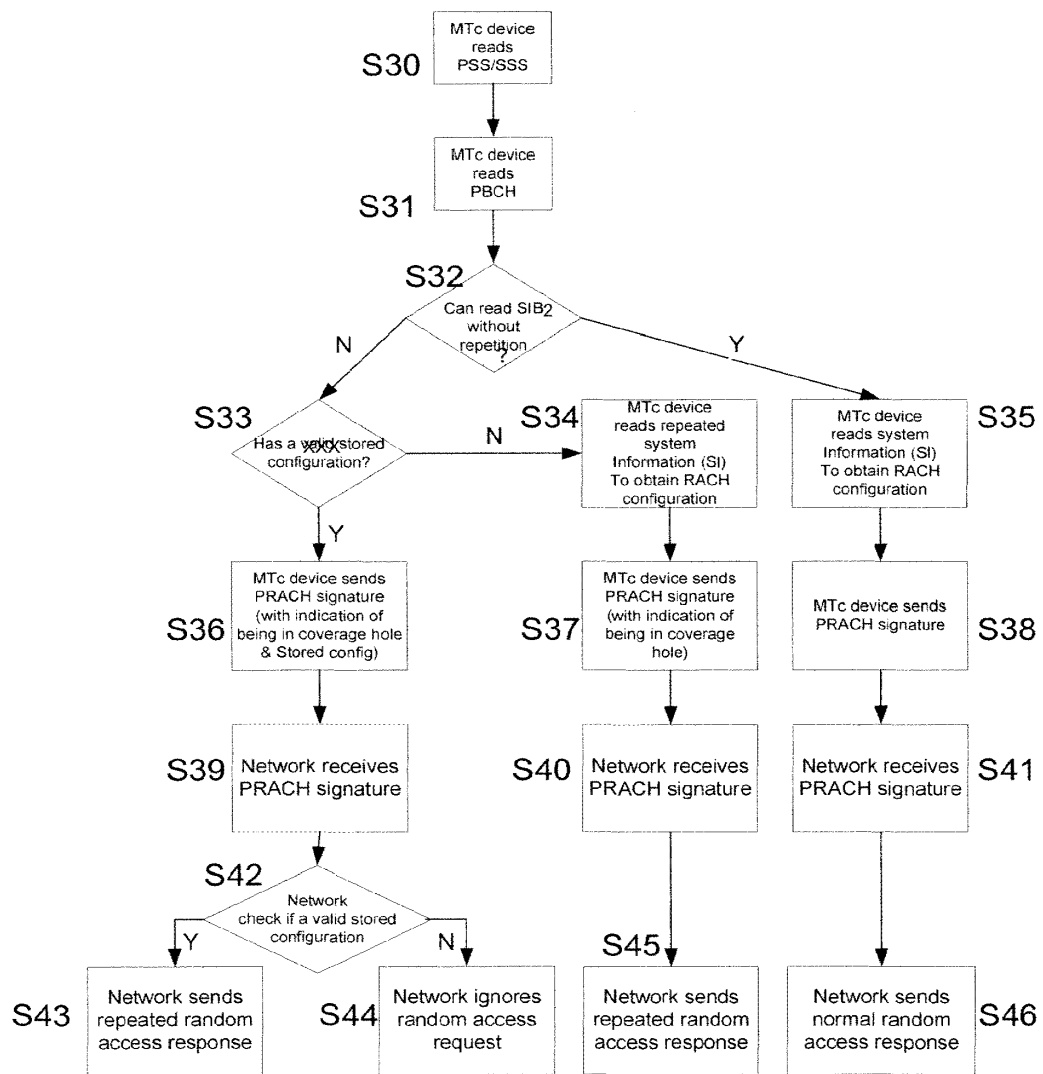 MTc device
reads
PSS/SSS
S30
MTc device
reads
PBCH
S31
S32
Can read SIB2
without
repetition
?
N
Y
S33
Has a valid stored
xxx
configuration?
N
Y
S34
MTc device
reads repeated
system
Information (SI)
To obtain RACH
configuration
MTc device
reads system
Information (SI)
To obtain RACH
configuration
S35
S36
MTc device sends
PRACH signature
(with indication of
being in coverage hole
& Stored config)
S37
MTc device sends
PRACH signature
(with indication of
being in coverage
hole)
MTc device sends
PRACH signature
S38
S39
Network receives
PRACH signature
S40
Network receives
PRACH signature
Network receives
PRACH signature
S41
S42
Network
check if a valid stored
configuration
Y
N
S43
Network sends
repeated random
access response
S44
Network ignores
random access
request
S45
Network sends
repeated random
access response
Network sends
normal random
access response
S46